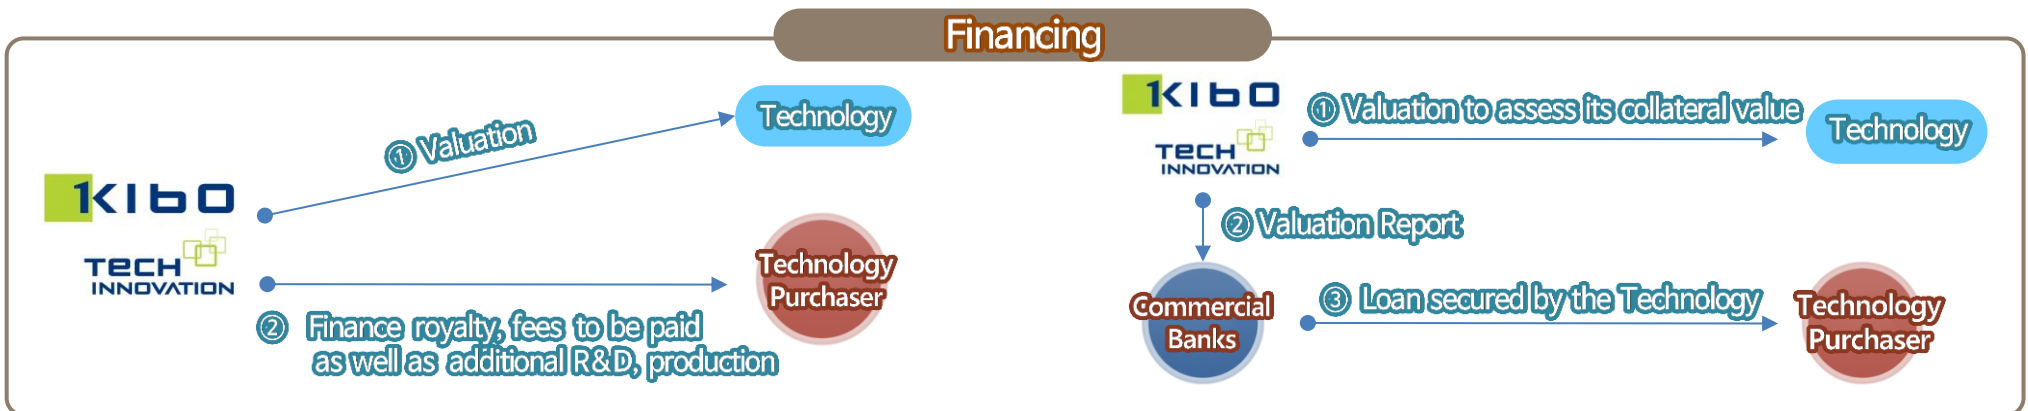 Financing
① Valuation
Technology
1KIBO
TECH
INNOVATION
Technology
Purchaser
② Finance royalty, fees to be paid
as well as additional R&D, production
1KIBO
TECH
INNOVATION
① Valuation to assess its collateral value
Technology
② Valuation Report
Commercial
Banks
③ Loan secured by the Technology
Technology
Purchaser